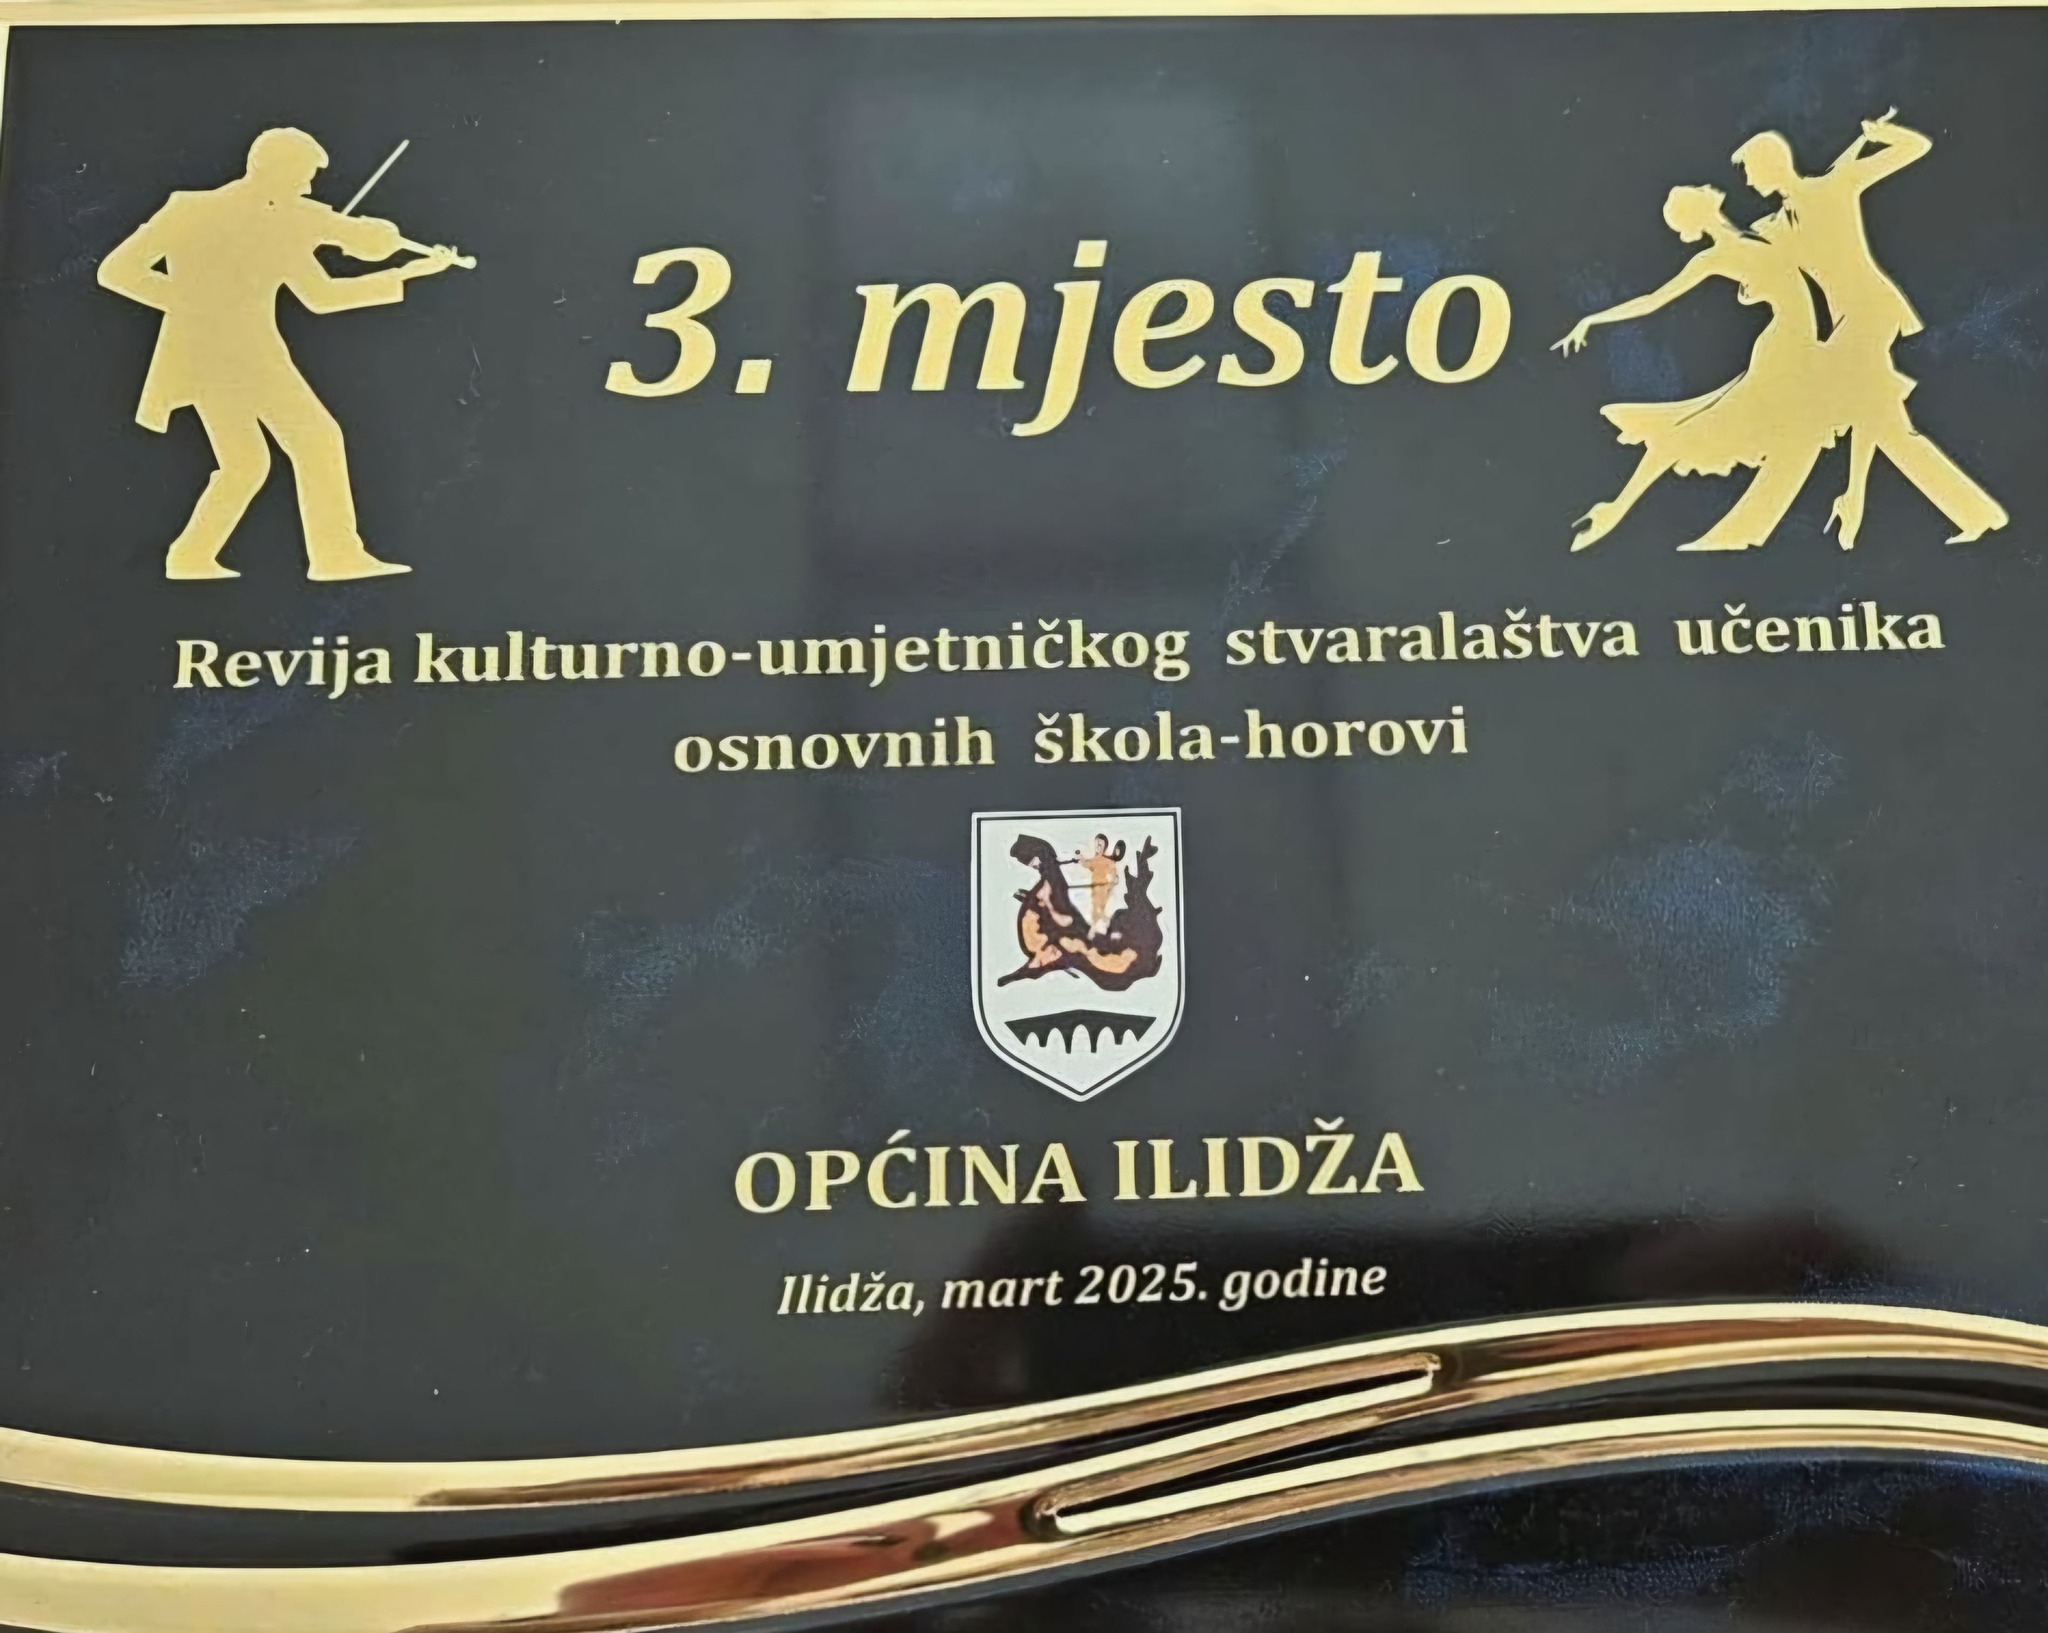 3. mjesto
Revija kulturno-umjetničkog stvaralaštva učenika
osnovnih škola-horovi
OPĆINA ILIDŽA
Ilidža, mart 2025. godine